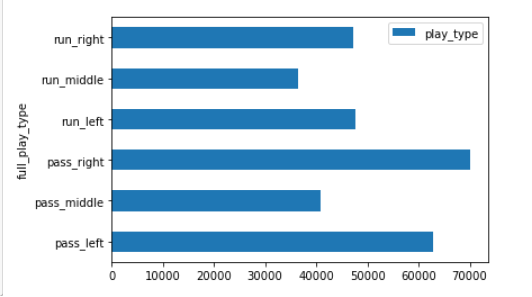 play_type
full_play_type
run_right
run_middle
run_left
pass_right
pass_middle
pass_left
0 10000 20000 30000 40000 50000 60000 70000